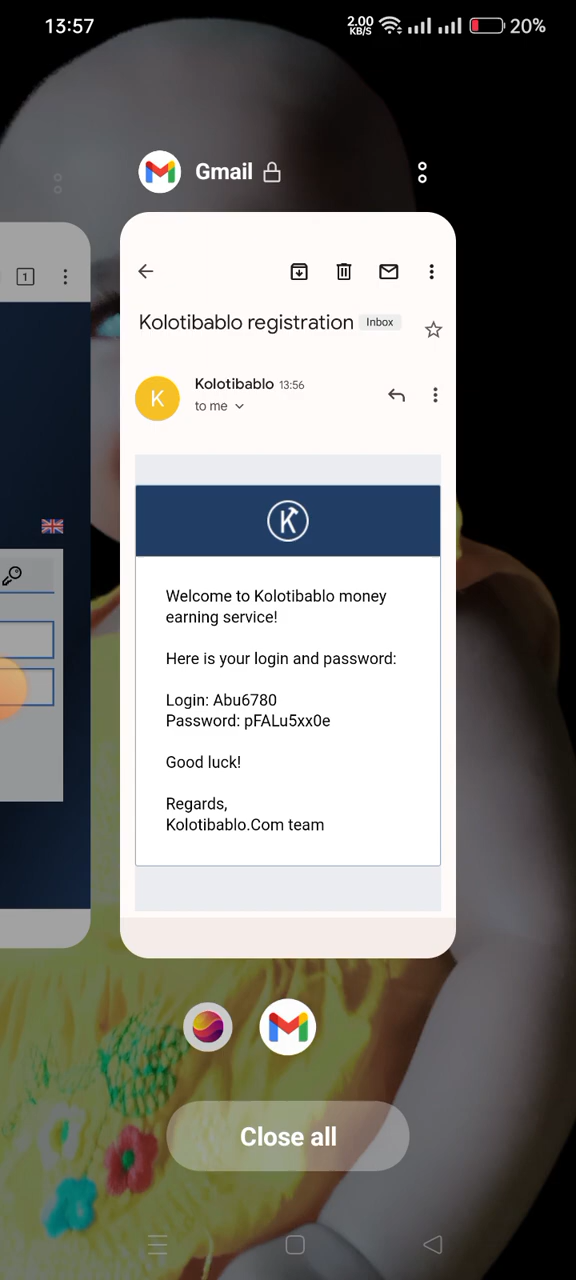 13:57
2.00
KB/S
20%
Gmail
1
Kolotibablo registration Inbox
K
Kolotibablo 13:56
to me
K
Welcome to Kolotibablo money
earning service!
Here is your login and password:
Login: Abu6780
Password: pFALu5xx0e
Good luck!
Regards,
Kolotibablo.Com team
Close all